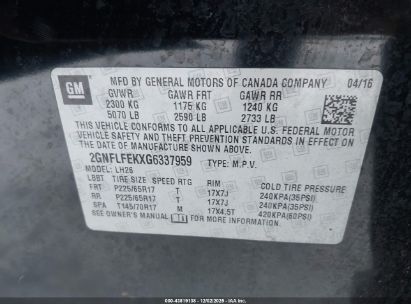 GM
MFD BY GENERAL MOTORS OF CANADA COMPANY 04/16
GVWR GAWR FRT GAWR RR
2300 KG 1175 KG 1240 KG
5070 LB 2590 LB 2733 LB
THIS VEHICLE CONFORMS TO ALL APPLICABLE U.S. FEDERAL MOTOR
VEHICLE SAFETY AND THEFT PREVENTION STANDARDS IN EFFECT ON
THE DATE OF MANUFACTURE SHOWN ABOVE.
2GNFLFEKXG6337959 TYPE: M.P.V.
MODEL: LH26
LBBT TIRE SIZE SPEED RTG RIM COLD TIRE PRESSURE
FRT P225/65R17 T 17X7J 240KPA(35PSI)
RR P225/65R17 T 17X7J 240KPA(35PSI)
SPA T145/70R17 M 17X4.5T 420KPA(60PSI)
SEE OWNER MANUAL FOR MORE INFORMATION.
43819138 - 12/02/2025 -